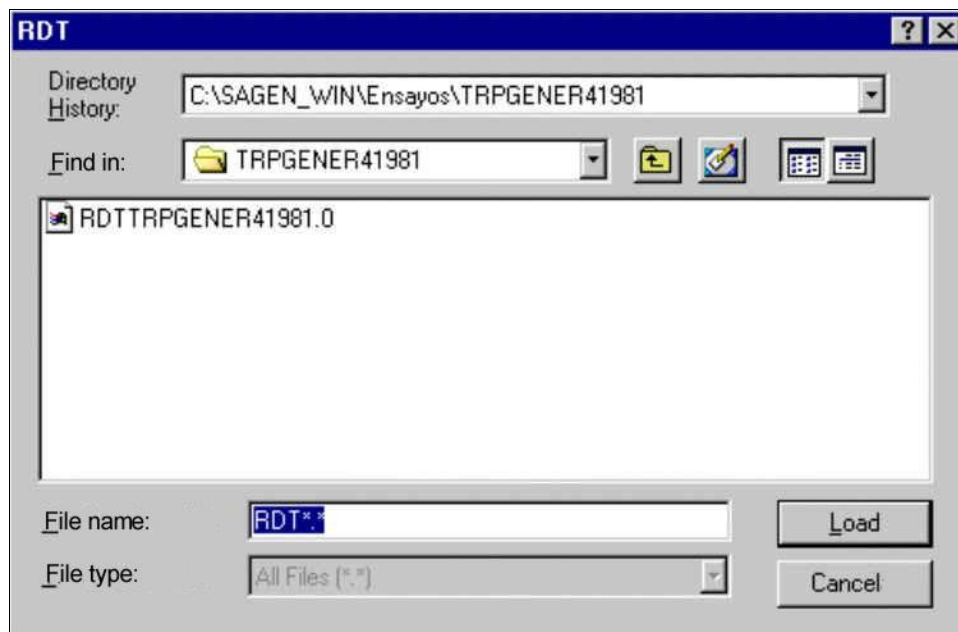 RDT
Directory
History:
C:\SAGEN_WIN\Ensayos\TRPGENER41981
Find in:
TRPGENER41981
RDTTRPGENER41981.0
File name:
RDT*.*
Load
File type:
All Files (*.*)
Cancel